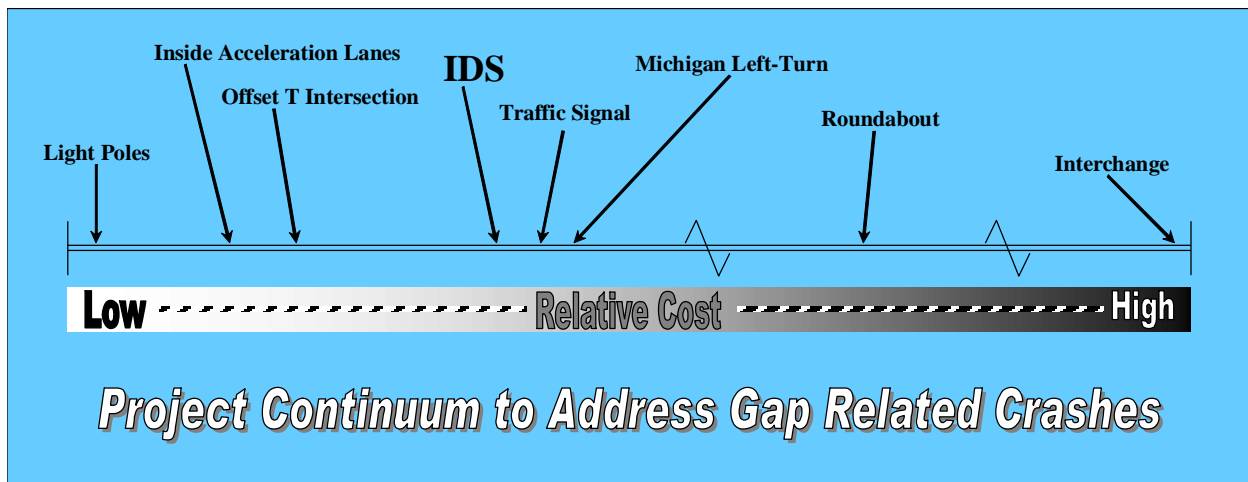 Inside Acceleration Lanes
IDS
Michigan Left-Turn
Offset T Intersection
Traffic Signal
Roundabout
Light Poles
Interchange
Low
Relative Cost
High
Project Continuum to Address Gap Related Crashes